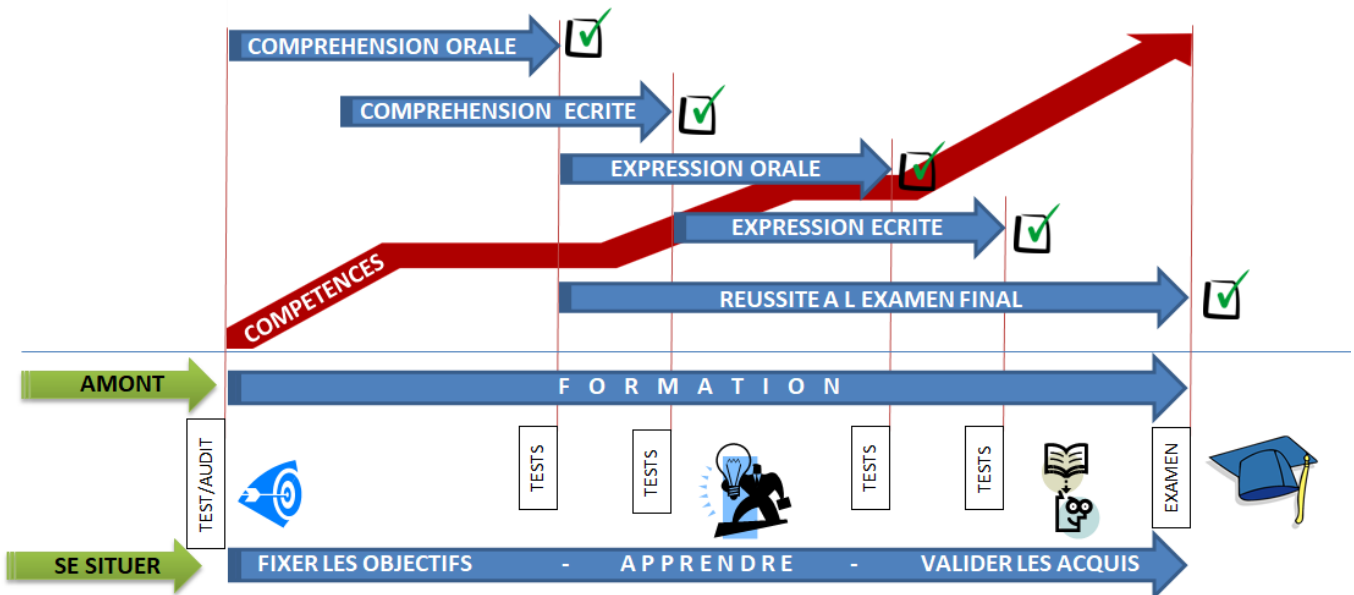 COMPREHENSION ORALE
COMPREHENSION ECRITE
EXPRESSION ORALE
EXPRESSION ECRITE
COMPETENCES
REUSSITE A L EXAMEN FINAL
AMONT
F O R M A T I O N
TEST/AUDIT
TESTS
TESTS
TESTS
TESTS
EXAMEN
SE SITUER
FIXER LES OBJECTIFS - A P P R E N D R E - VALIDER LES ACQUIS